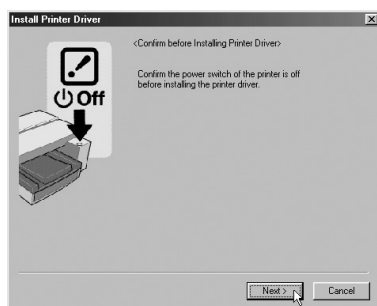 Install Printer Driver
<Confirm before Installing Printer Driver>
Off
Confirm the power switch of the printer is off
before installing the printer driver.
Next >
Cancel